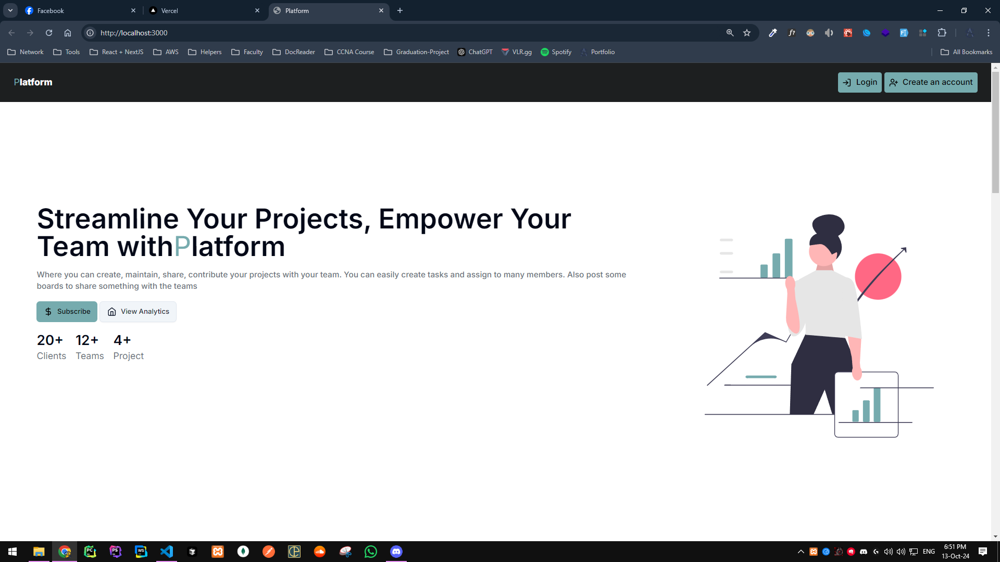 Facebook
Vercel
Platform
http://localhost:3000
Network
Tools
React + NextJS
AWS
Helpers
Faculty
DocReader
CCNA Course
Graduation-Project
ChatGPT
VLR.gg
Spotify
Portfolio
All Bookmarks
Platform
Login
Create an account
Streamline Your Projects, Empower Your
Team withPlatform
Where you can create, maintain, share, contribute your projects with your team. You can easily create tasks and assign to many members. Also post some
boards to share something with the teams
Subscribe
View Analytics
20+ 12+ 4+
Clients Teams Project
PC
PS
WS
ENG
6:51 PM
13-Oct-24